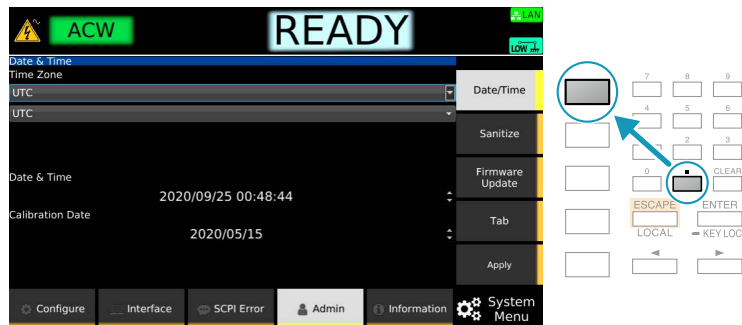 ACW
READY
LAN
LOW
Date & Time
Time Zone
UTC
UTC
Date & Time
2020/09/25 00:48:44
Calibration Date
2020/05/15
Date/Time
Sanitize
Firmware
Update
Tab
Apply
Configure
Interface
SCPI Error
Admin
Information
System
Menu
7 8 9
4 5 6
2 3
0 CLEAR
ESCAPE ENTER
LOCAL KEY LOC